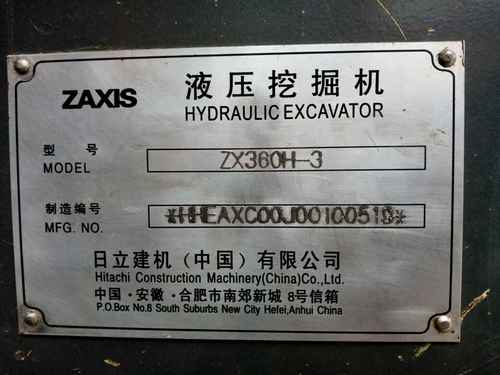 ZAXIS
液压挖掘机
HYDRAULIC EXCAVATOR
型 号
MODEL
ZX360H-3
制造编号
MFG. NO.
*HHEAXC00J00100519*
日立建机（中国）有限公司
Hitachi Construction Machinery(China)Co.,Ltd.
中国·安徽·合肥市南郊新城 8号信箱
P.O.Box No.8 South Suburbs New City Hefei,Anhui China